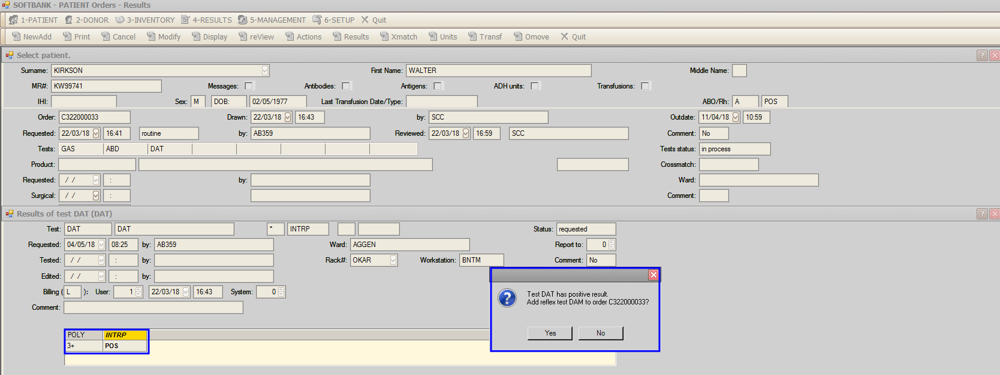 SOFTBANK - PATIENT Orders - Results
1-PATIENT 2-DONOR 3-INVENTORY 4-RESULTS 5-MANAGEMENT 6-SETUP Quit
NewAdd Print Cancel Modify Display reView Actions Results Xmatch Units Transf Omove Quit
Select patient.
Surname: KIRKSON First Name: WALTER Middle Name:
MR#: KW99741 Messages: Antibodies: Antigens: ADH units: Transfusions:
IHI: Sex: M DOB: 02/05/1977 Last Transfusion Date/Type: ABO/Rh: A POS
Order: C322000033 Drawn: 22/03/18 16:43 by: SCC Outdate: 11/04/18 10:59
Requested: 22/03/18 16:41 routine by: AB359 Reviewed: 22/03/18 16:59 SCC Comment: No
Tests: GAS ABD DAT Tests status: in process
Product: Crossmatch:
Requested: / / : by: Ward:
Surgical: / / : Comment:
Results of test DAT (DAT)
Test: DAT DAT * INTRP Status: requested
Requested: 04/05/18 08:25 by: AB359 Ward: AGGEN Report to: 0
Tested: / / : by: Rack#: OKAR Workstation: BNTM Comment: No
Edited: / / : by:
Billing ( L ): User: 1 22/03/18 16:43 System: 0
Comment:
Test DAT has positive result.
Add reflex test DAM to order C322000033?
Yes No
POLY INTRP
3+ POS